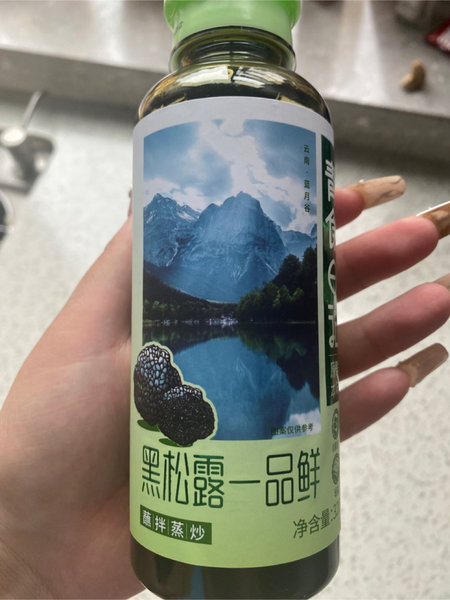 云南·蓝月谷
图案仅供参考
黑松露一品鲜
蘸 拌 蒸 炒
净含量: